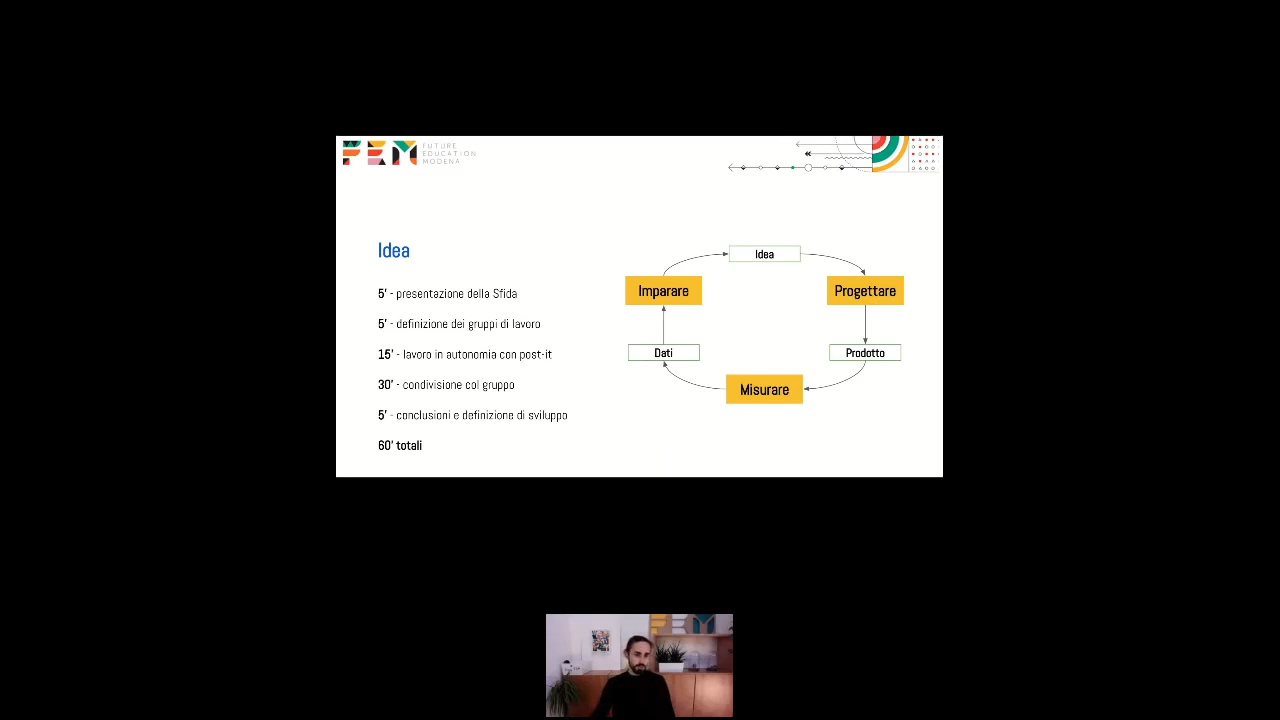 FEM
FUTURE
EDUCATION
MODENA
Idea
5' - presentazione della Sfida
5' - definizione dei gruppi di lavoro
15' - lavoro in autonomia con post-it
30' - condivisione col gruppo
5' - conclusioni e definizione di sviluppo
60' totali
Idea
Imparare
Progettare
Dati
Prodotto
Misurare
FEM